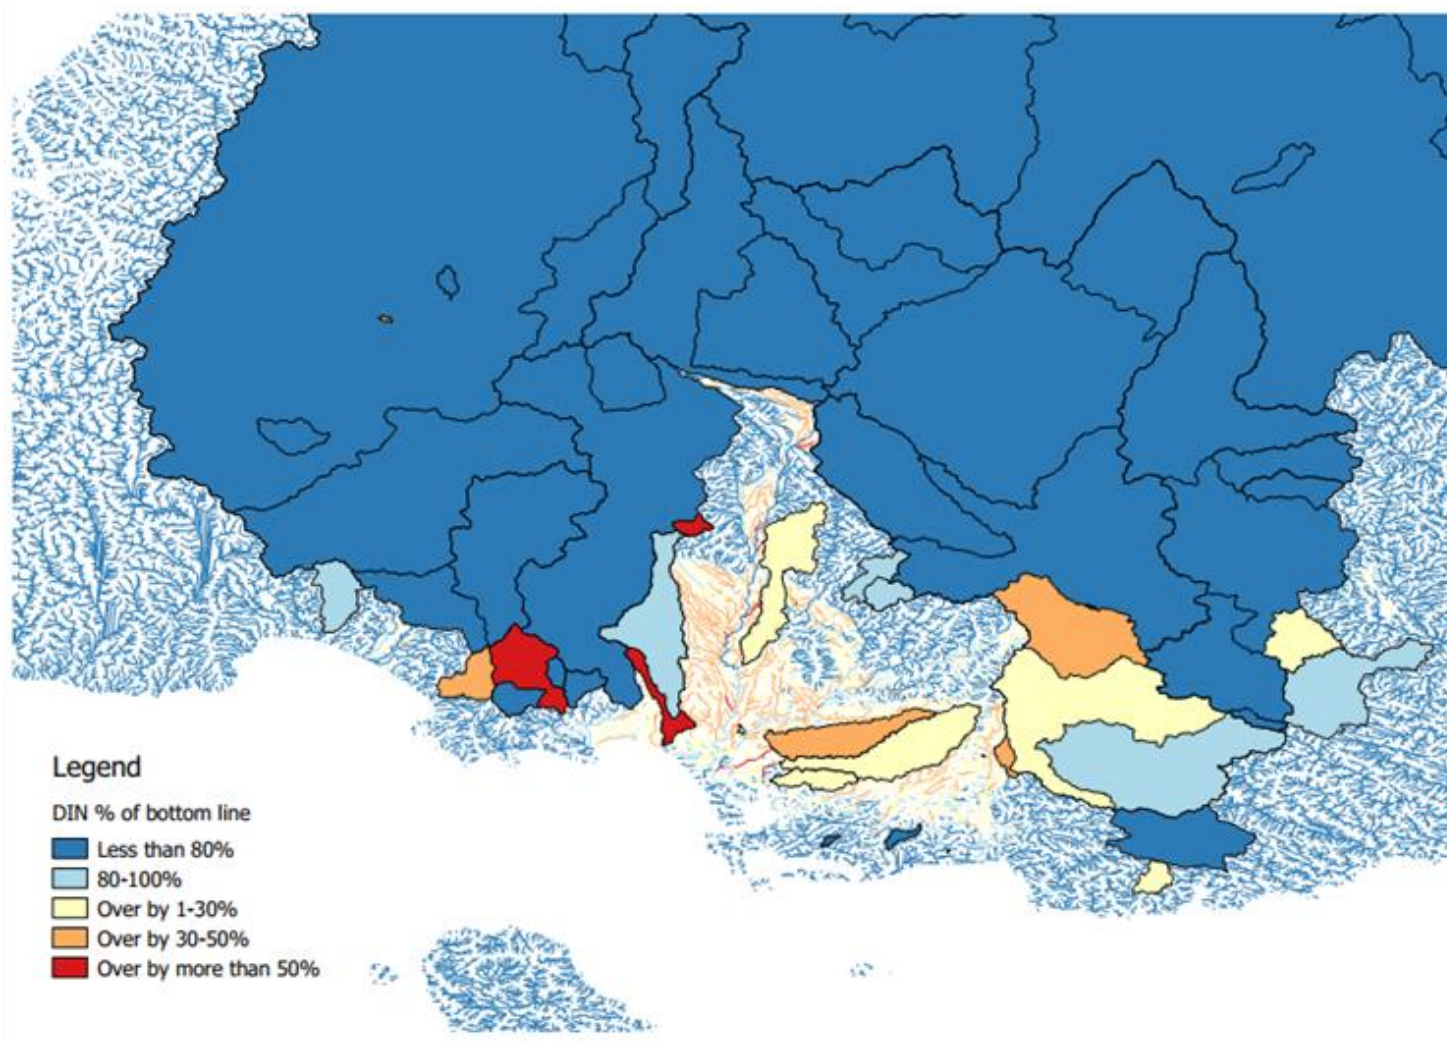 Legend
DIN % of bottom line
Less than 80%
80-100%
Over by 1-30%
Over by 30-50%
Over by more than 50%